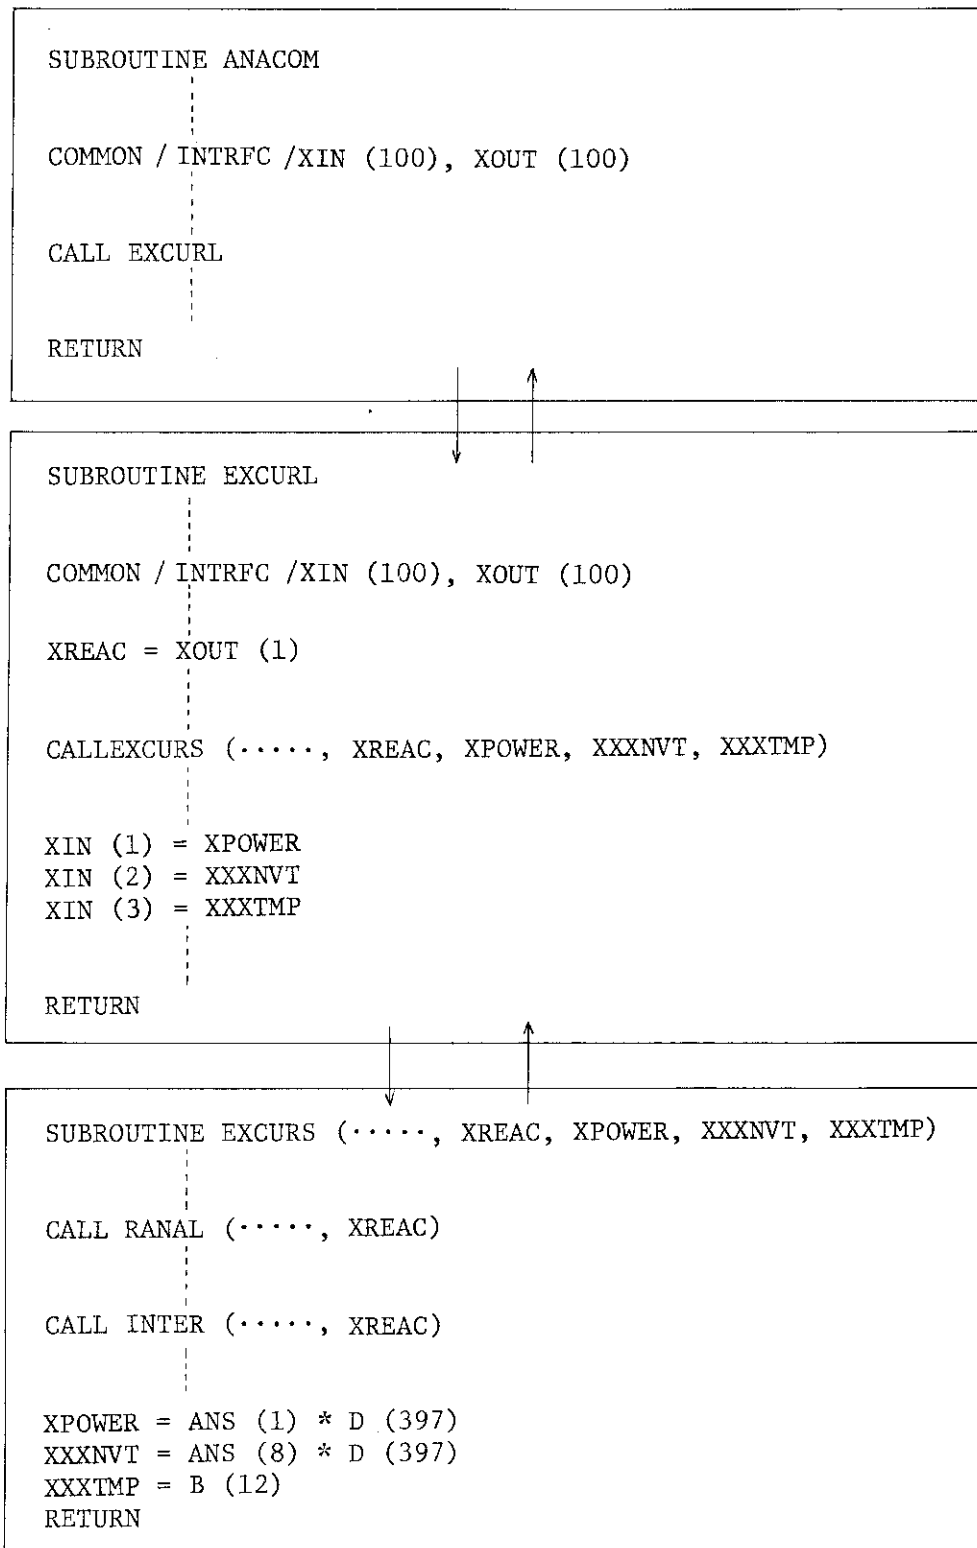 SUBROUTINE ANACOM
COMMON / INTRFC /XIN (100), XOUT (100)
CALL EXCURL
RETURN
SUBROUTINE EXCURL
COMMON / INTRFC /XIN (100), XOUT (100)
XREAC = XOUT (1)
CALLEXCURS (·····, XREAC, XPOWER, XXXNVT, XXXTMP)
XIN (1) = XPOWER
XIN (2) = XXXNVT
XIN (3) = XXXTMP
RETURN
SUBROUTINE EXCURS (·····, XREAC, XPOWER, XXXNVT, XXXTMP)
CALL RANAL (·····, XREAC)
CALL INTER (·····, XREAC)
XPOWER = ANS (1) * D (397)
XXXNVT = ANS (8) * D (397)
XXXTMP = B (12)
RETURN